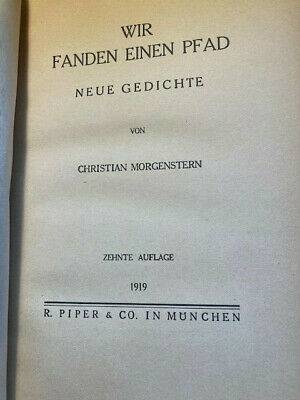 WIR
FANDEN EINEN PFAD
NEUE GEDICHTE
VON
CHRISTIAN MORGENSTERN
ZEHNTE AUFLAGE
1919
R. PIPER & CO. IN MÜNCHEN